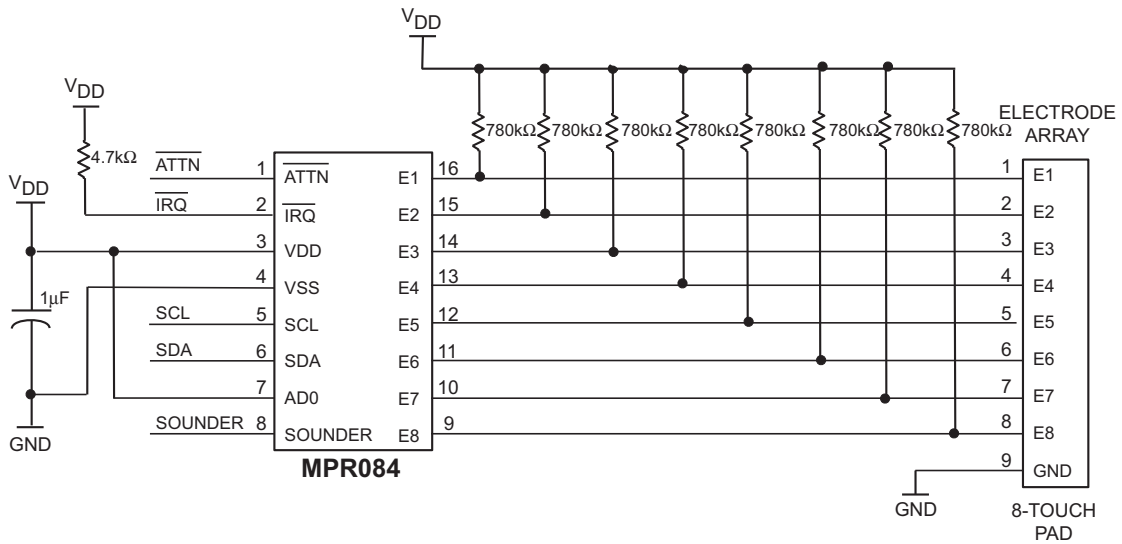 VDD
VDD
780kΩ 780kΩ 780kΩ 780kΩ 780kΩ 780kΩ 780kΩ 780kΩ
ELECTRODE
ARRAY
4.7kΩ
VDD
ATTN 1 ATTN E1 16 1 E1
IRQ 2 IRQ E2 15 2 E2
3 VDD E3 14 3 E3
4 VSS E4 13 4 E4
1μF
SCL 5 SCL E5 12 5 E5
SDA 6 SDA E6 11 6 E6
7 AD0 E7 10 7 E7
SOUNDER 8 SOUNDER E8 9 8 E8
GND
MPR084
9 GND
GND
8-TOUCH
PAD